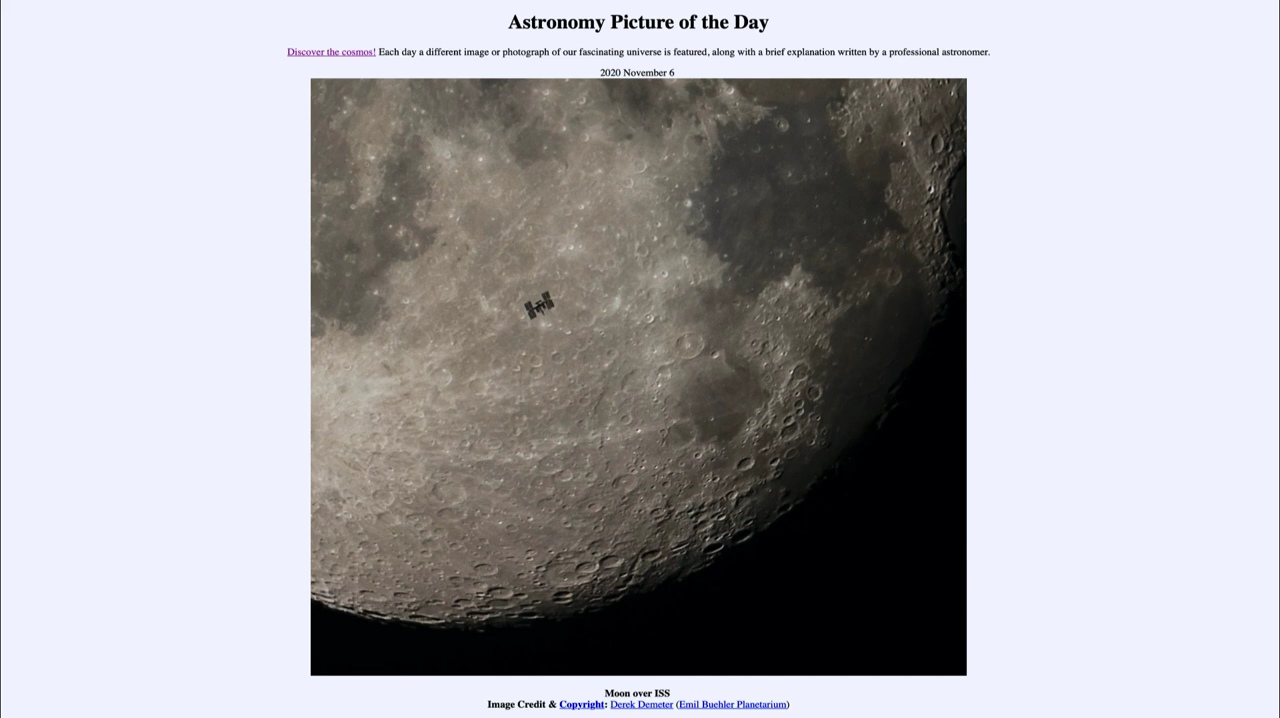 Astronomy Picture of the Day
Discover the cosmos! Each day a different image or photograph of our fascinating universe is featured, along with a brief explanation written by a professional astronomer.
2020 November 6
Moon over ISS
Image Credit & Copyright: Derek Demeter (Emil Buehler Planetarium)